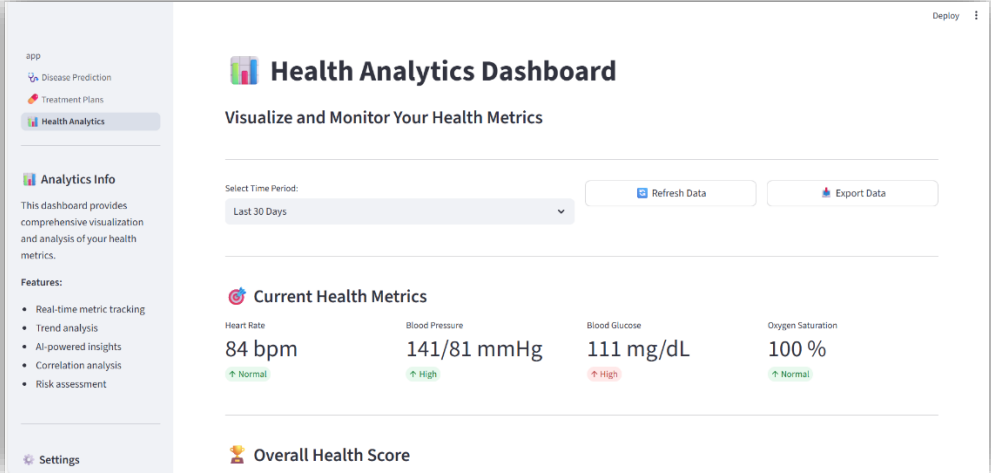 Deploy
app
Disease Prediction
Treatment Plans
Health Analytics
Analytics Info
This dashboard provides
comprehensive visualization
and analysis of your health
metrics.
Features:
• Real-time metric tracking
• Trend analysis
• AI-powered insights
• Correlation analysis
• Risk assessment
Settings
Health Analytics Dashboard
Visualize and Monitor Your Health Metrics
Select Time Period:
Last 30 Days
Refresh Data
Export Data
Current Health Metrics
Heart Rate
84 bpm
↑ Normal
Blood Pressure
141/81 mmHg
↑ High
Blood Glucose
111 mg/dL
↑ High
Oxygen Saturation
100 %
↑ Normal
Overall Health Score